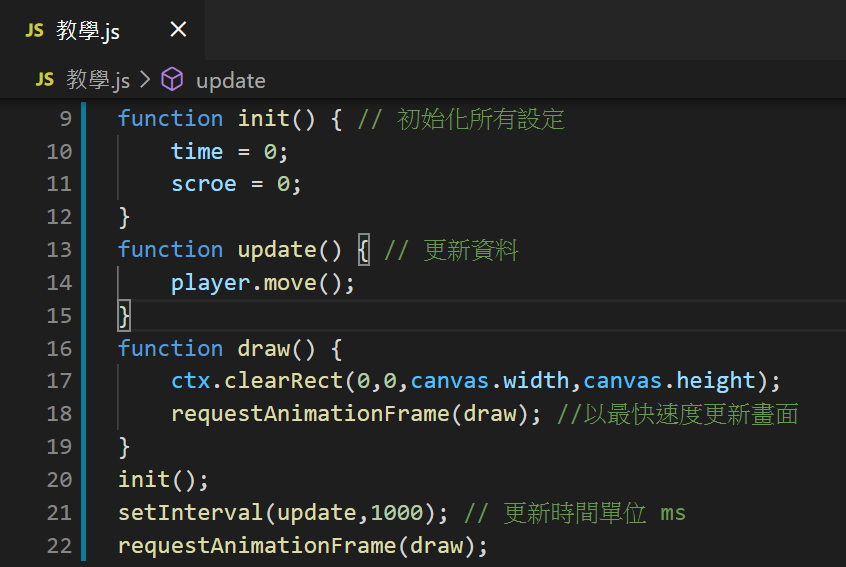 JS 教學.js ×
JS 教學.js > update
9 function init() { // 初始化所有設定
10     time = 0;
11     scroe = 0;
12 }
13 function update() { // 更新資料
14     player.move();
15 }
16 function draw() {
17     ctx.clearRect(0,0,canvas.width,canvas.height);
18     requestAnimationFrame(draw); //以最快速度更新畫面
19 }
20 init();
21 setInterval(update,1000); // 更新時間單位 ms
22 requestAnimationFrame(draw);